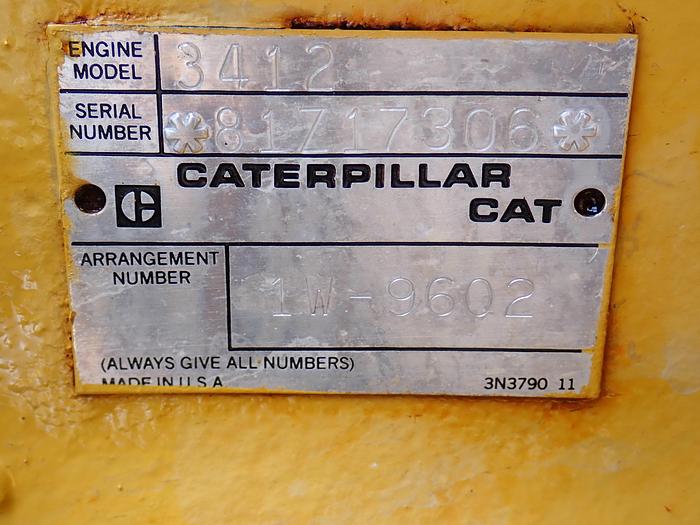 ENGINE MODEL 3412
SERIAL NUMBER *81Z17306*
CATERPILLAR
CAT
ARRANGEMENT NUMBER 1W-9602
(ALWAYS GIVE ALL NUMBERS)
MADE IN U.S.A. 3N3790 11